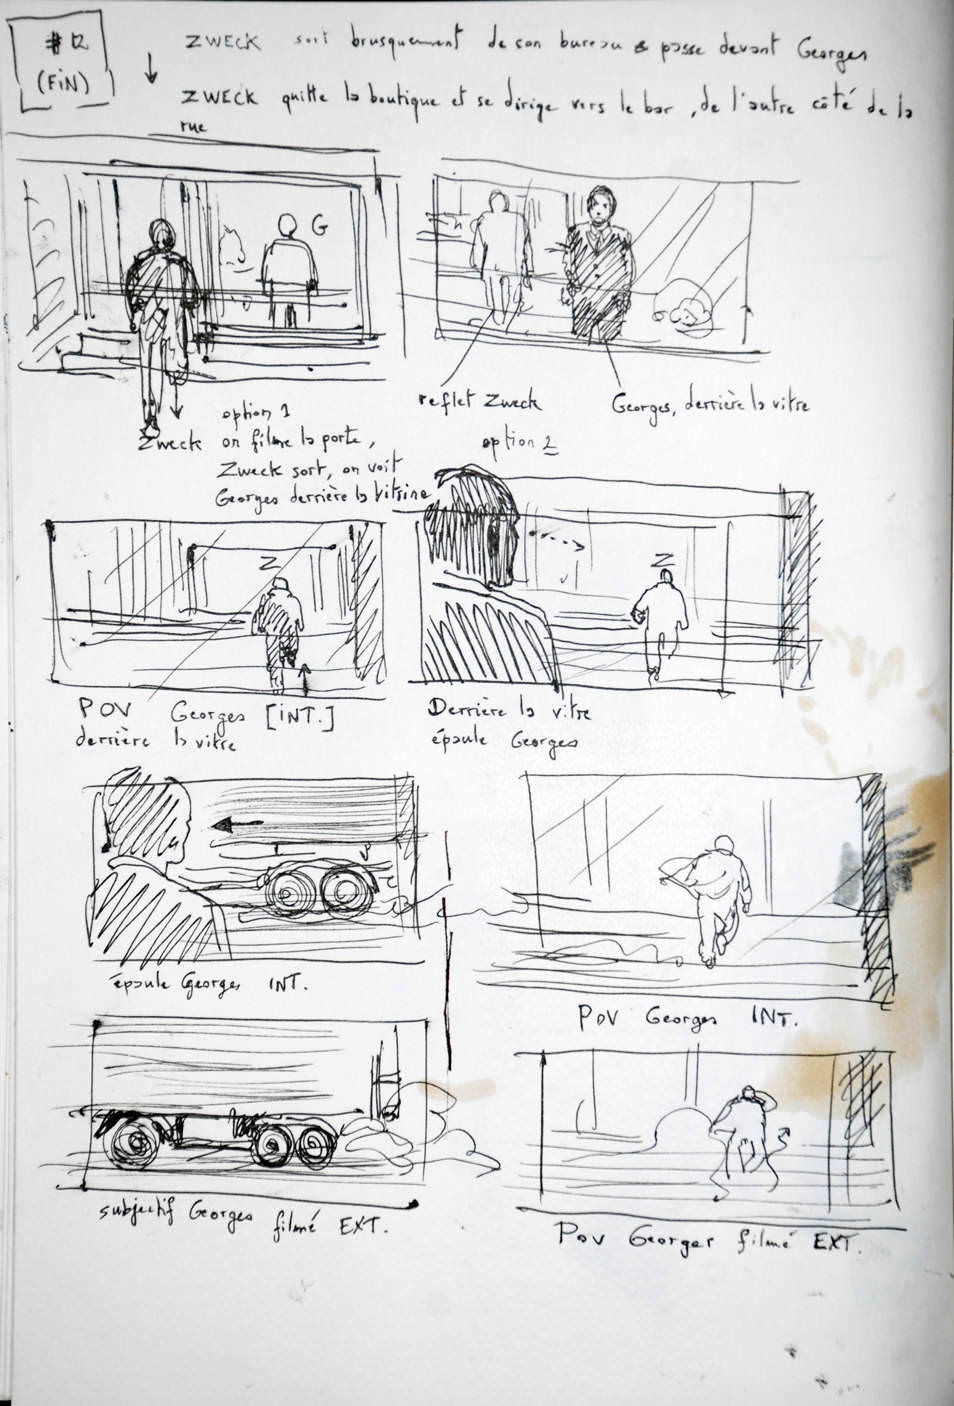 # 12
(FIN)
ZWECK sort brusquement de son bureau & passe devant Georges
ZWECK quitte la boutique et se dirige vers le bar, de l'autre côté de la
rue
G
option 1
Zweck on filme la porte,
Zweck sort, on voit
Georges derrière la vitrine
reflet Zweck
Georges, derrière la vitre
option 2
Z
POV Georges [INT.]
derrière la vitre
Z
Derrière la vitre
épaule Georges
épaule Georges INT.
POV Georges INT.
subjectif Georges filmé EXT.
POV Georges filmé EXT.